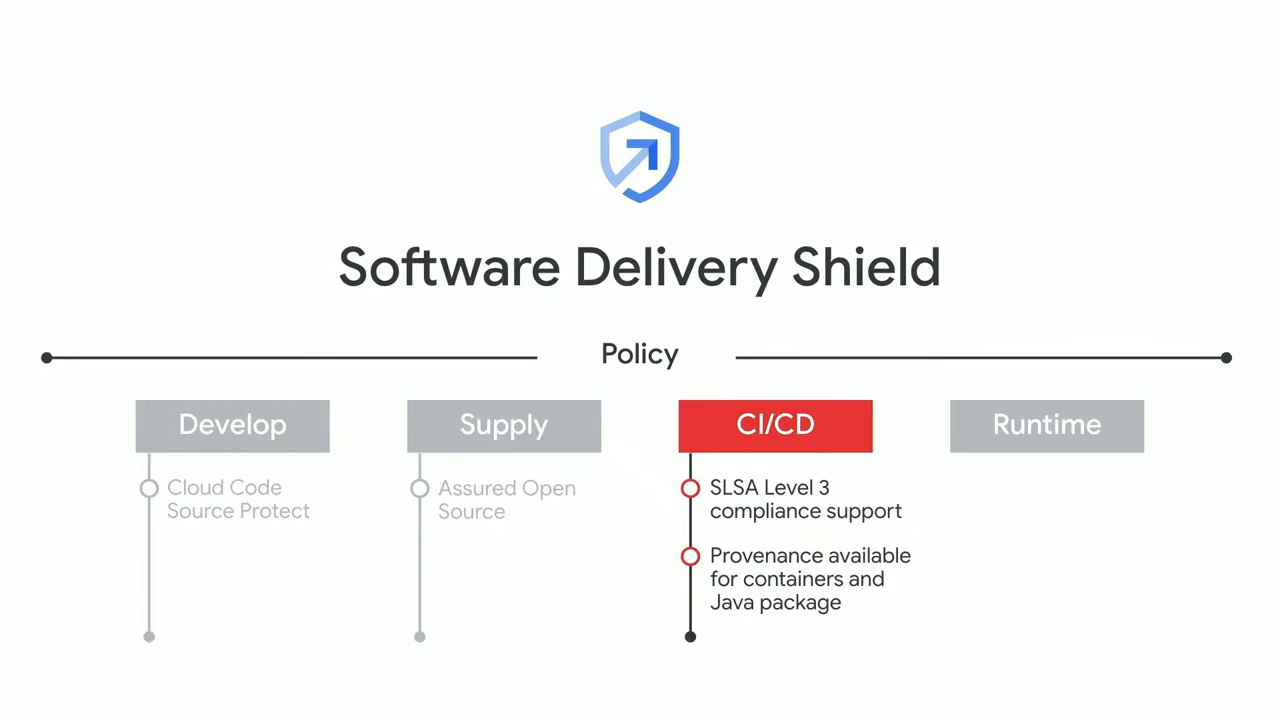 Software Delivery Shield
Policy
Develop
Supply
CI/CD
Runtime
Cloud Code
Source Protect
Assured Open
Source
SLSA Level 3
compliance support
Provenance available
for containers and
Java package